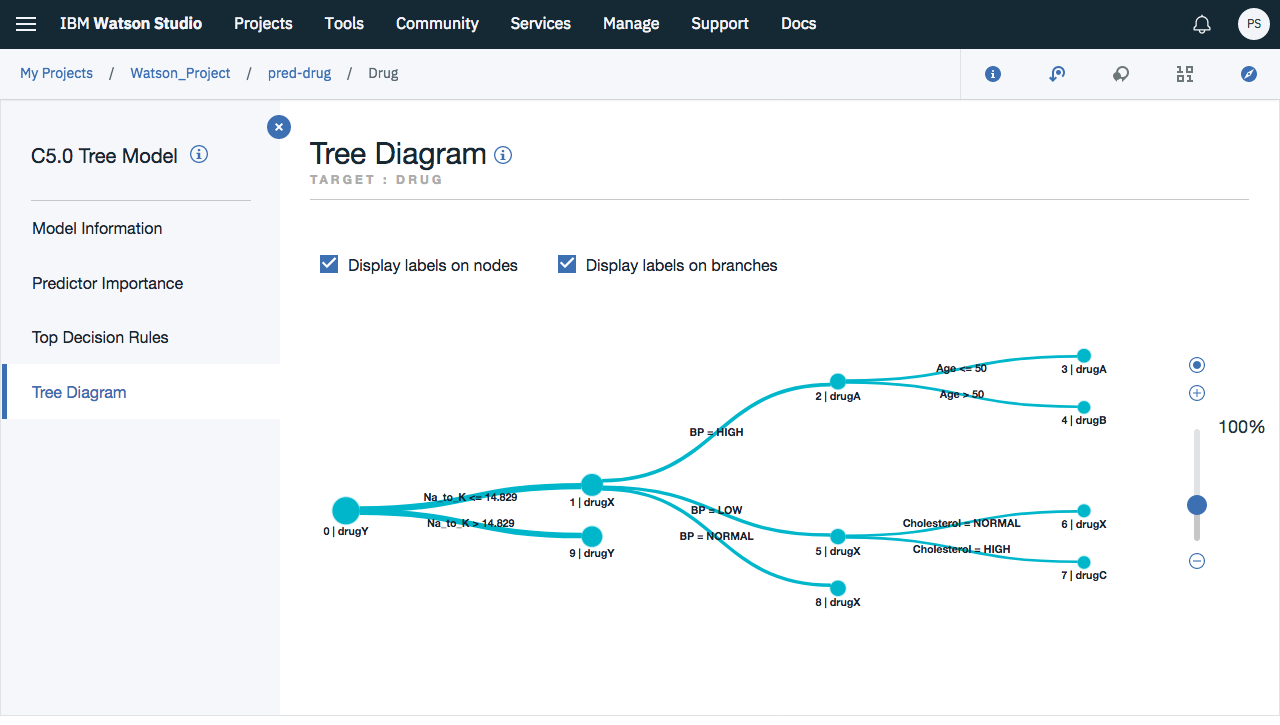 IBM Watson Studio Projects Tools Community Services Manage Support Docs PS
My Projects / Watson_Project / pred-drug / Drug
C5.0 Tree Model
Model Information
Predictor Importance
Top Decision Rules
Tree Diagram
Tree Diagram
TARGET : DRUG
Display labels on nodes Display labels on branches
Age <= 50
3 | drugA
2 | drugA
Age > 50
4 | drugB
100%
BP = HIGH
Na_to_K <= 14.829
1 | drugX
BP = LOW
Na_to_K > 14.829
0 | drugY
BP = NORMAL
9 | drugY
Cholesterol = NORMAL
6 | drugX
5 | drugX
Cholesterol = HIGH
7 | drugC
8 | drugX